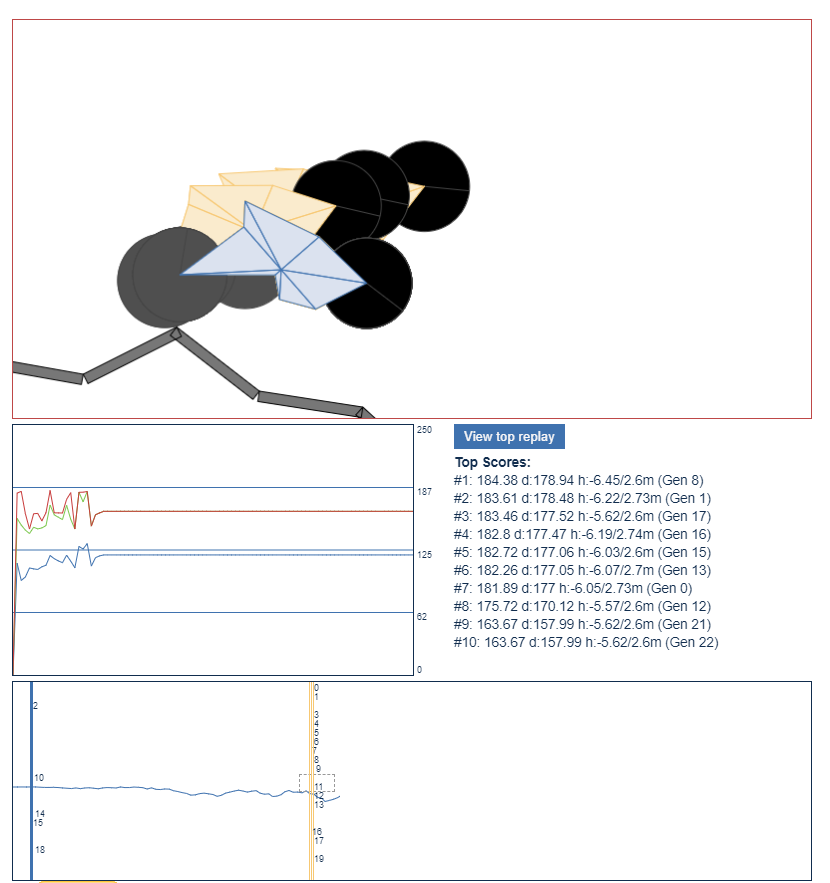 250
187
125
62
0
View top replay
Top Scores:
#1: 184.38 d:178.94 h:-6.45/2.6m (Gen 8)
#2: 183.61 d:178.48 h:-6.22/2.73m (Gen 1)
#3: 183.46 d:177.52 h:-5.62/2.6m (Gen 17)
#4: 182.8 d:177.47 h:-6.19/2.74m (Gen 16)
#5: 182.72 d:177.06 h:-6.03/2.6m (Gen 15)
#6: 182.26 d:177.05 h:-6.07/2.7m (Gen 13)
#7: 181.89 d:177 h:-6.05/2.73m (Gen 0)
#8: 175.72 d:170.12 h:-5.57/2.6m (Gen 12)
#9: 163.67 d:157.99 h:-5.62/2.6m (Gen 21)
#10: 163.67 d:157.99 h:-5.62/2.6m (Gen 22)
2
10
14
15
18
0
1
3
4
5
6
7
8
9
11
12
13
16
17
19